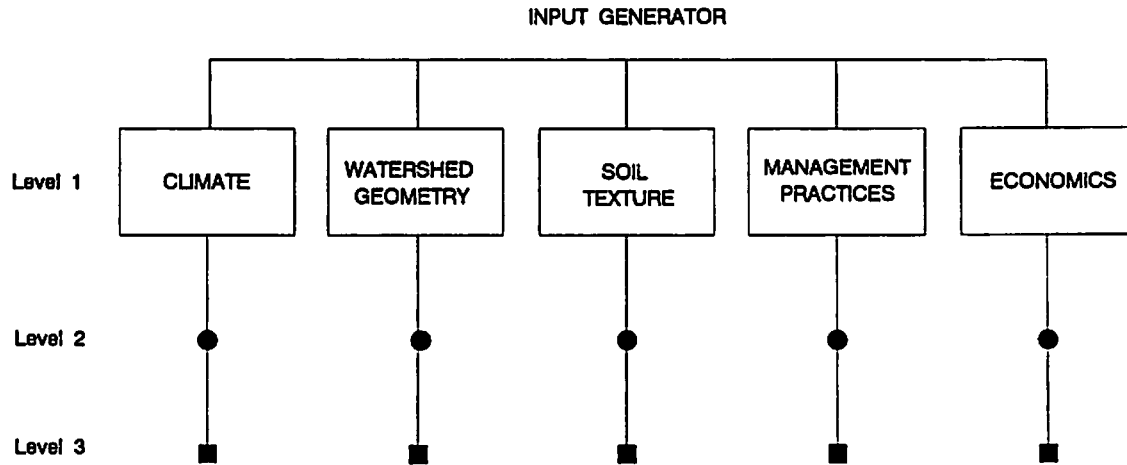 INPUT GENERATOR
Level 1
CLIMATE
WATERSHED
GEOMETRY
SOIL
TEXTURE
MANAGEMENT
PRACTICES
ECONOMICS
Level 2
Level 3